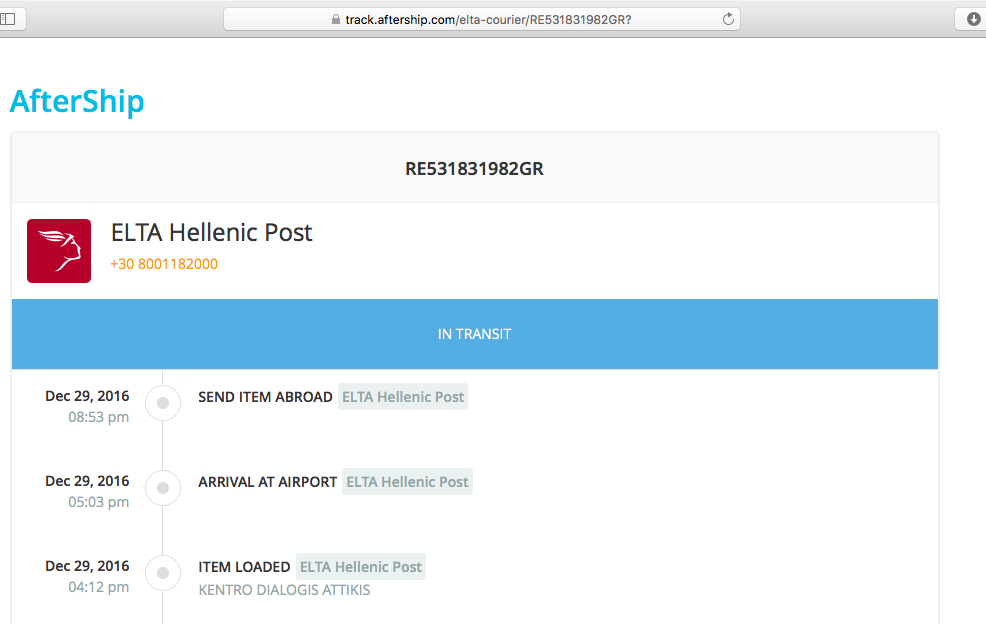 track.aftership.com/elta-courier/RE531831982GR?
AfterShip
RE531831982GR
ELTA Hellenic Post
+30 8001182000
IN TRANSIT
Dec 29, 2016 SEND ITEM ABROAD ELTA Hellenic Post
08:53 pm
Dec 29, 2016 ARRIVAL AT AIRPORT ELTA Hellenic Post
05:03 pm
Dec 29, 2016 ITEM LOADED ELTA Hellenic Post
04:12 pm KENTRO DIALOGIS ATTIKIS